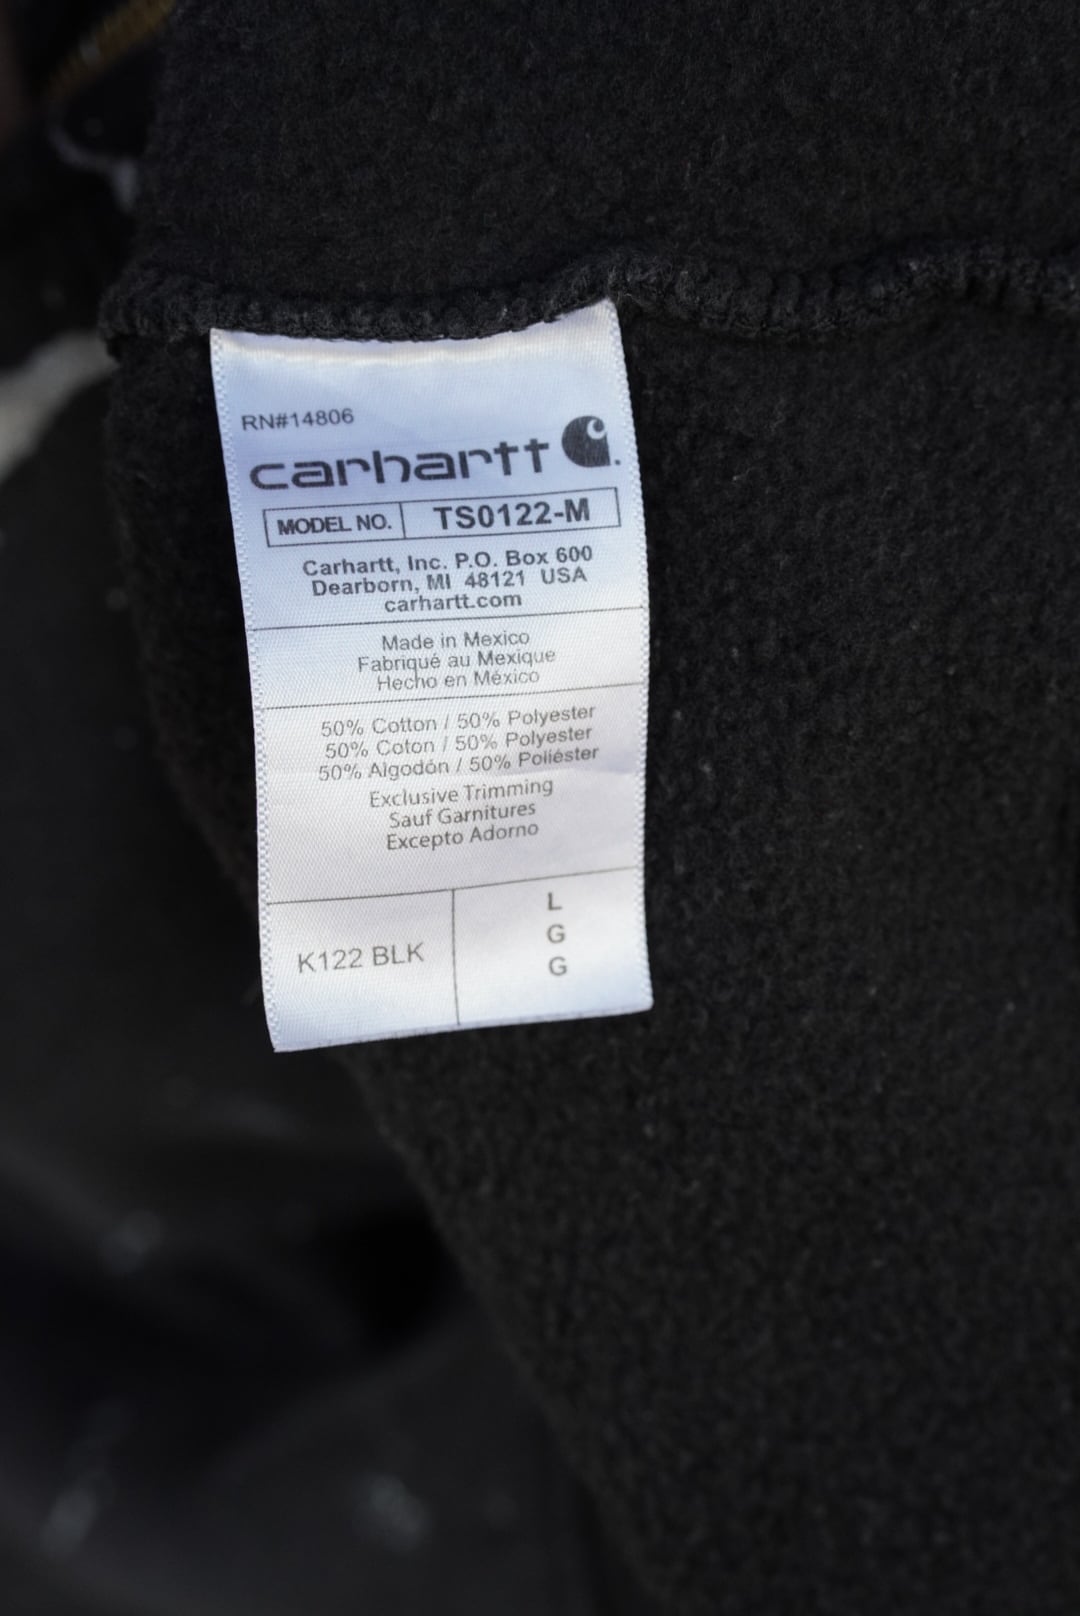 RN#14806
carhartt
MODEL NO. TS0122-M
Carhartt, Inc. P.O. Box 600
Dearborn, MI 48121 USA
carhartt.com
Made in Mexico
Fabriqué au Mexique
Hecho en México
50% Cotton / 50% Polyester
50% Coton / 50% Polyester
50% Algodón / 50% Poliéster
Exclusive Trimming
Sauf Garnitures
Excepto Adorno
K122 BLK
L
G
G